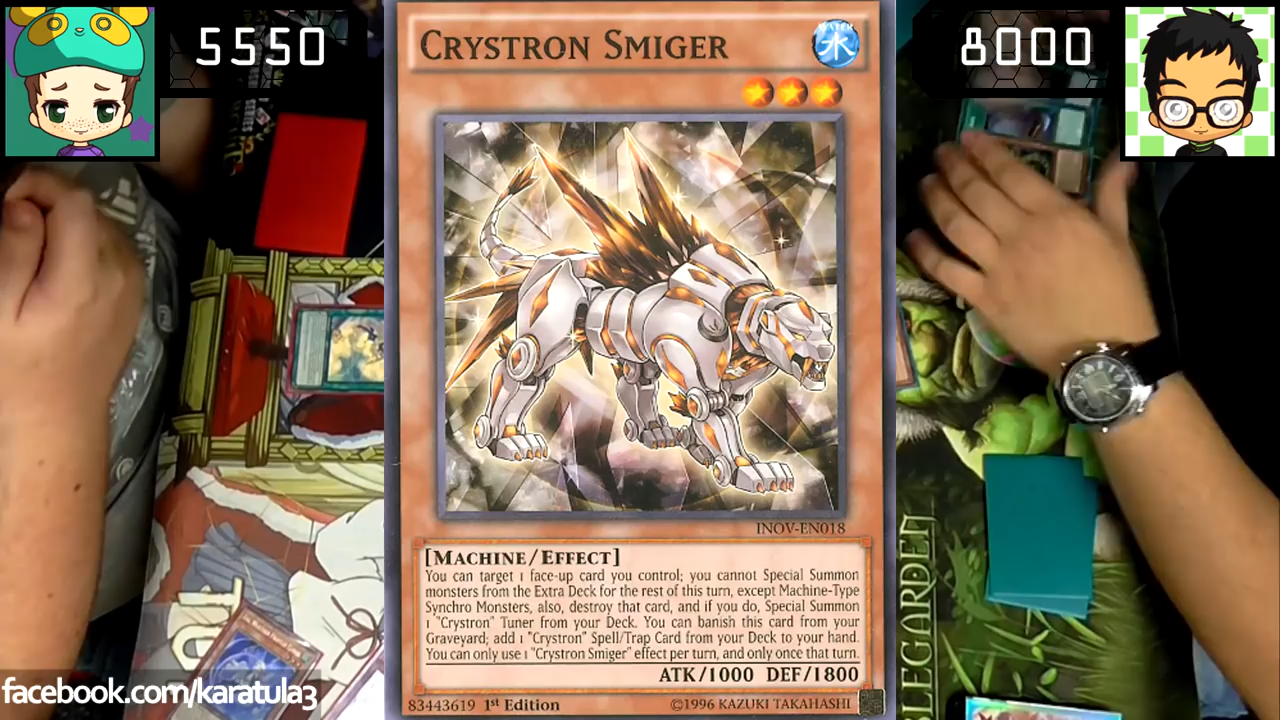 5550
8000
CRYSTRON SMIGER
WATER
水
INOV-EN018
[MACHINE/EFFECT]
You can target 1 face-up card you control; you cannot Special Summon
monsters from the Extra Deck for the rest of this turn, except Machine-Type
Synchro Monsters, also, destroy that card, and if you do, Special Summon
1 "Crystron" Tuner from your Deck. You can banish this card from your
Graveyard; add 1 "Crystron" Spell/Trap Card from your Deck to your hand.
You can only use 1 "Crystron Smiger" effect per turn, and only once that turn.
ATK/1000 DEF/1800
83443619 1st Edition
©1996 KAZUKI TAKAHASHI
facebook.com/karatula3